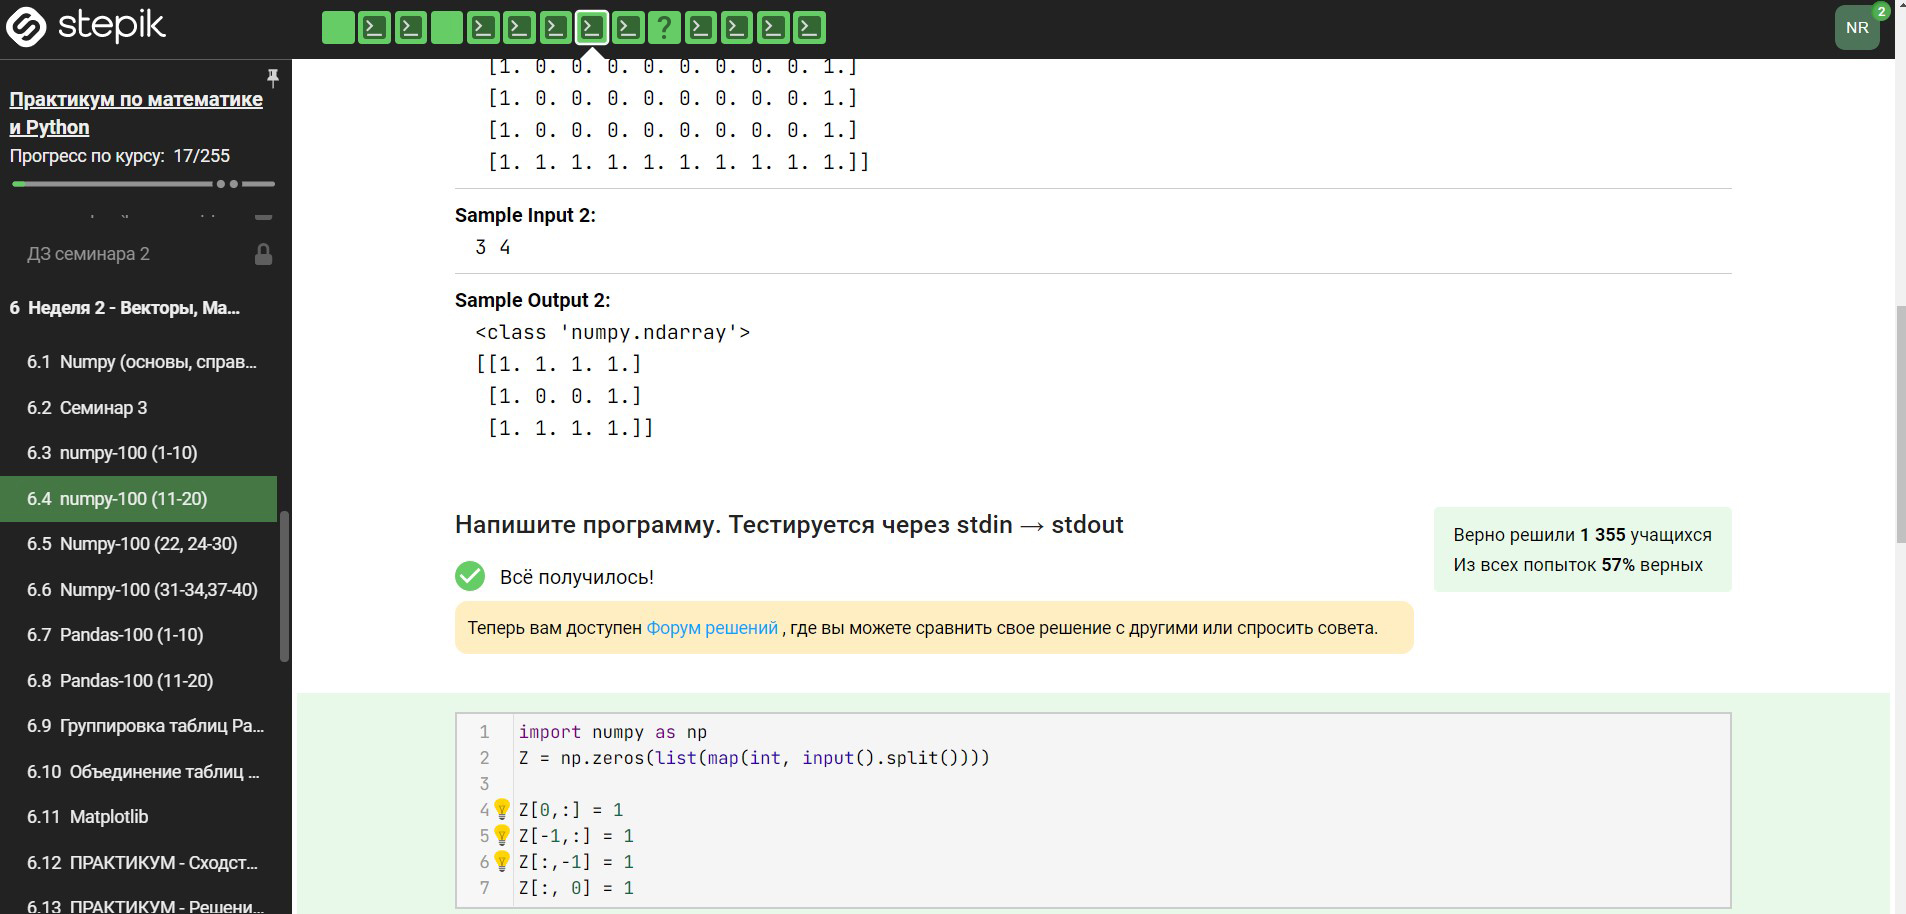 stepik
?
NR
2
Практикум по математике
и Python
Прогресс по курсу: 17/255
ДЗ семинара 2
6 Неделя 2 - Векторы, Ма...
6.1 Numpy (основы, справ...
6.2 Семинар 3
6.3 numpy-100 (1-10)
6.4 numpy-100 (11-20)
6.5 Numpy-100 (22, 24-30)
6.6 Numpy-100 (31-34,37-40)
6.7 Pandas-100 (1-10)
6.8 Pandas-100 (11-20)
6.9 Группировка таблиц Pa...
6.10 Объединение таблиц ...
6.11 Matplotlib
6.12 ПРАКТИКУМ - Сходст...
6.13 ПРАКТИКУМ - Решени...
[1. 0. 0. 0. 0. 0. 0. 0. 0. 1.]
[1. 0. 0. 0. 0. 0. 0. 0. 0. 1.]
[1. 0. 0. 0. 0. 0. 0. 0. 0. 1.]
[1. 1. 1. 1. 1. 1. 1. 1. 1. 1.]]
Sample Input 2:
3 4
Sample Output 2:
<class 'numpy.ndarray'>
[[1. 1. 1. 1.]
[1. 0. 0. 1.]
[1. 1. 1. 1.]]
Напишите программу. Тестируется через stdin → stdout
Верно решили 1 355 учащихся
Из всех попыток 57% верных
Всё получилось!
Теперь вам доступен Форум решений , где вы можете сравнить свое решение с другими или спросить совета.
1 import numpy as np
2 Z = np.zeros(list(map(int, input().split())))
3
4 Z[0,:] = 1
5 Z[-1,:] = 1
6 Z[:,-1] = 1
7 Z[:, 0] = 1